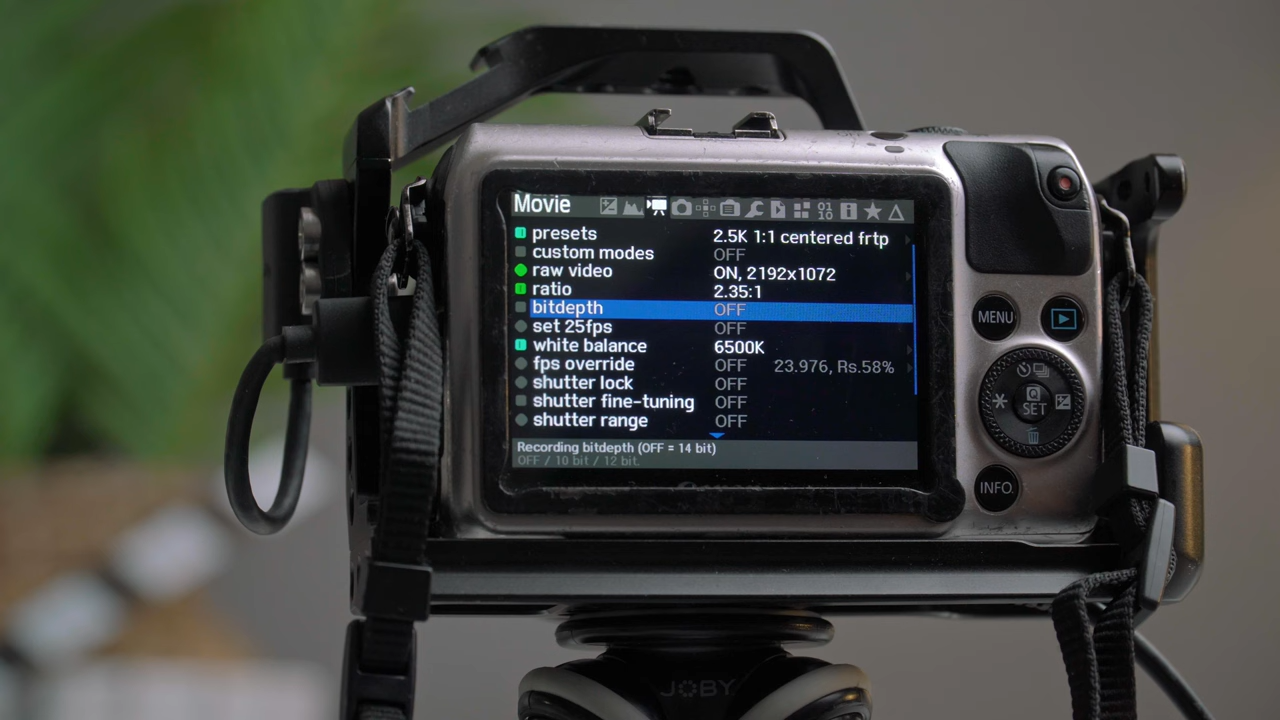 Movie
presets 2.5K 1:1 centered frtp
custom modes OFF
raw video ON, 2192x1072
ratio 2.35:1
bitdepth OFF
set 25fps OFF
white balance 6500K
fps override OFF 23.976, Rs.58%
shutter lock OFF
shutter fine-tuning OFF
shutter range OFF
Recording bitdepth (OFF = 14 bit)
OFF / 10 bit / 12 bit.
Canon
MENU
Q
SET
INFO.
JOBY